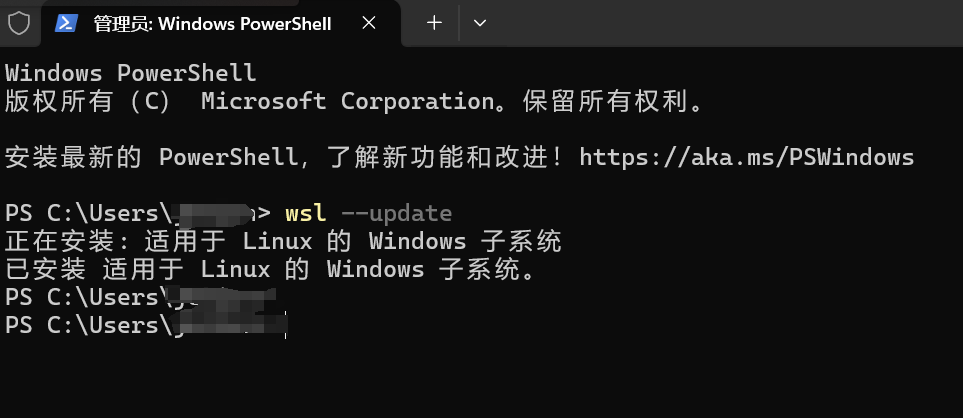 管理员: Windows PowerShell
Windows PowerShell
版权所有（C） Microsoft Corporation。保留所有权利。
安装最新的 PowerShell，了解新功能和改进！https://aka.ms/PSWindows
PS C:\Users\> wsl --update
正在安装: 适用于 Linux 的 Windows 子系统
已安装 适用于 Linux 的 Windows 子系统。
PS C:\Users\
PS C:\Users\